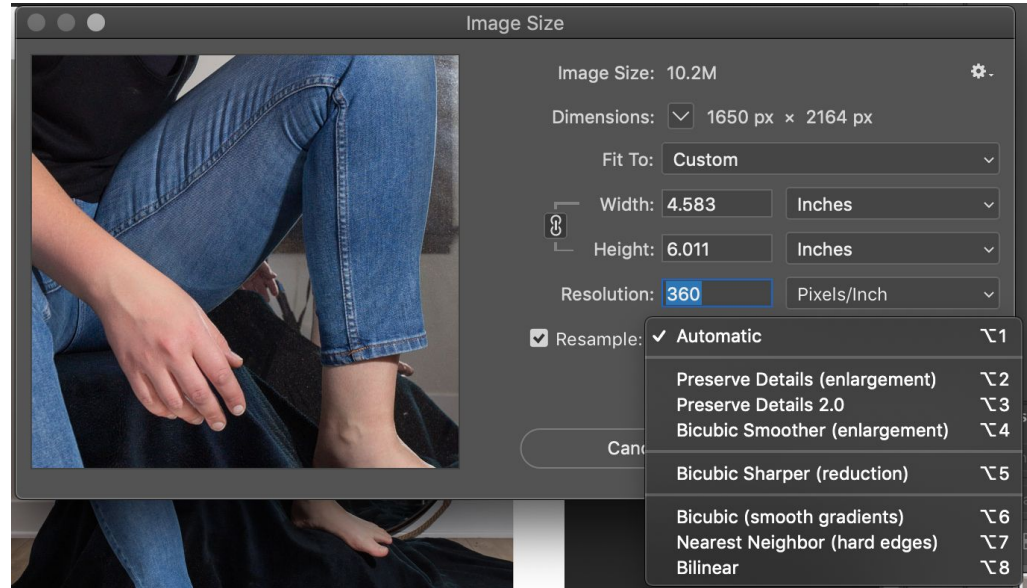 Image Size
Image Size: 10.2M
Dimensions: 1650 px × 2164 px
Fit To: Custom
Width: 4.583 Inches
Height: 6.011 Inches
Resolution: 360 Pixels/Inch
Resample: ✓ Automatic ⌥1
Preserve Details (enlargement) ⌥2
Preserve Details 2.0 ⌥3
Bicubic Smoother (enlargement) ⌥4
Canc
Bicubic Sharper (reduction) ⌥5
Bicubic (smooth gradients) ⌥6
Nearest Neighbor (hard edges) ⌥7
Bilinear ⌥8